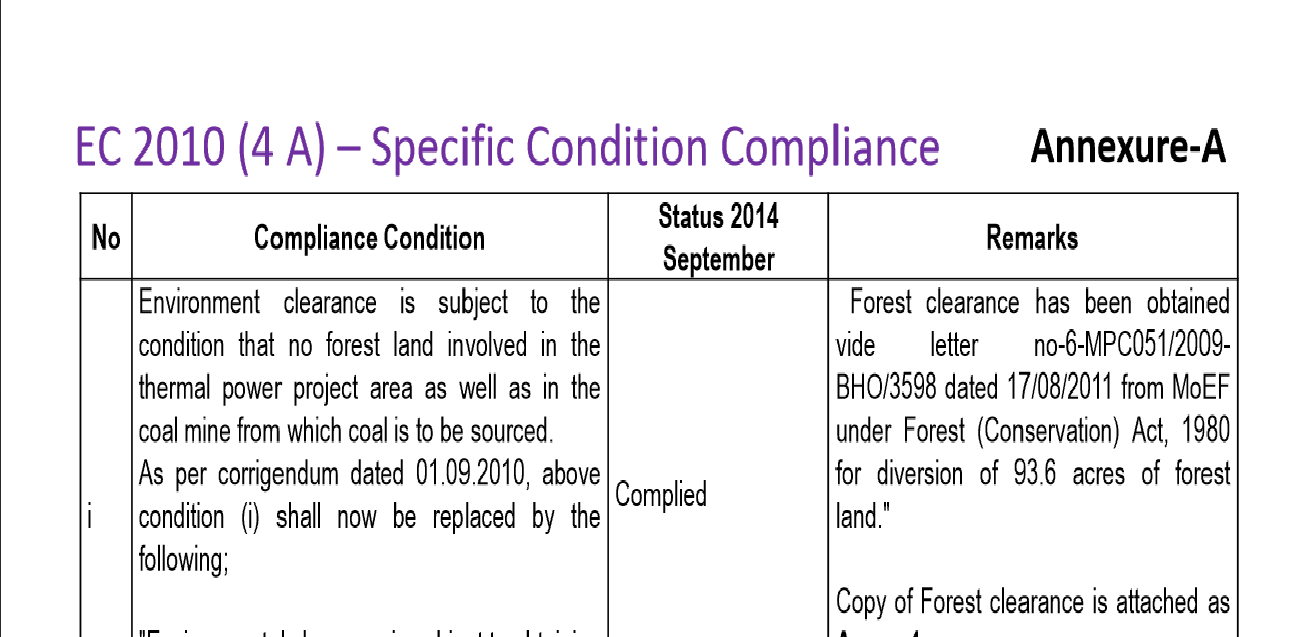 EC 2010 (4 A) – Specific Condition Compliance Annexure-A
No Compliance Condition Status 2014 September Remarks
Environment clearance is subject to the
condition that no forest land involved in the
thermal power project area as well as in the
coal mine from which coal is to be sourced.
As per corrigendum dated 01.09.2010, above
condition (i) shall now be replaced by the
following;
i
Complied
Forest clearance has been obtained
vide letter no-6-MPC051/2009-
BHO/3598 dated 17/08/2011 from MoEF
under Forest (Conservation) Act, 1980
for diversion of 93.6 acres of forest
land."
Copy of Forest clearance is attached as